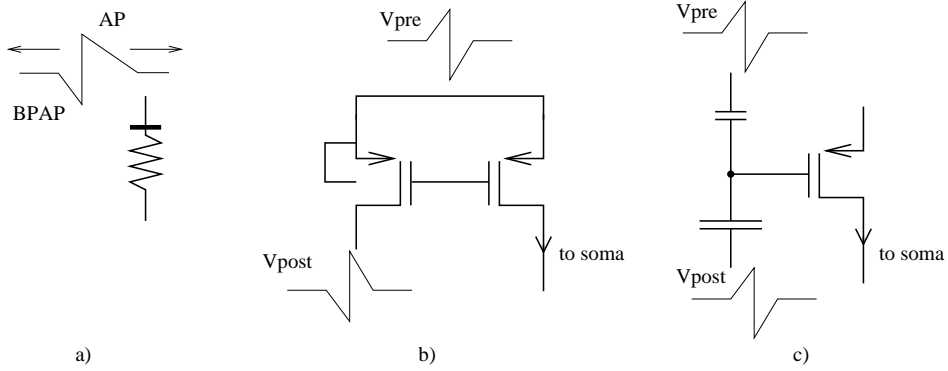 AP
BPAP
a)
Vpre
Vpost
to soma
b)
Vpre
Vpost
to soma
c)